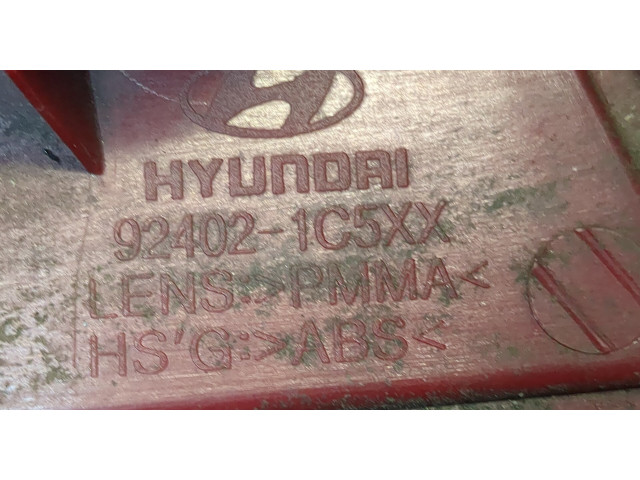 HYUNDAI
92402-1C5XX
LENS:>PMMA<
HS'G:>ABS<